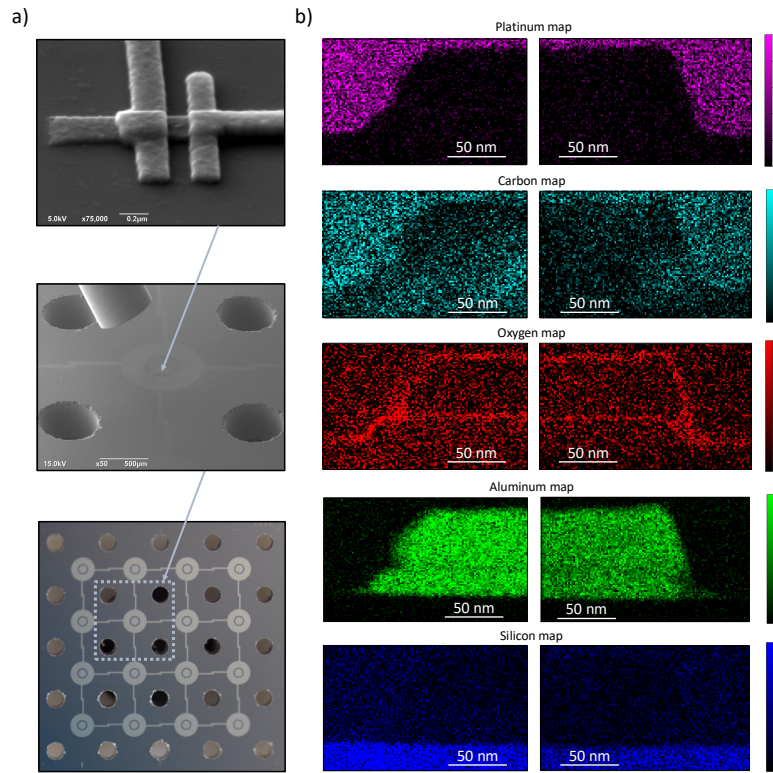 a)
b)
5.0kV x75,000 0.2μm
15.0kV x50 500μm
Platinum map
50 nm
50 nm
Carbon map
50 nm
50 nm
Oxygen map
50 nm
50 nm
Aluminum map
50 nm
50 nm
Silicon map
50 nm
50 nm